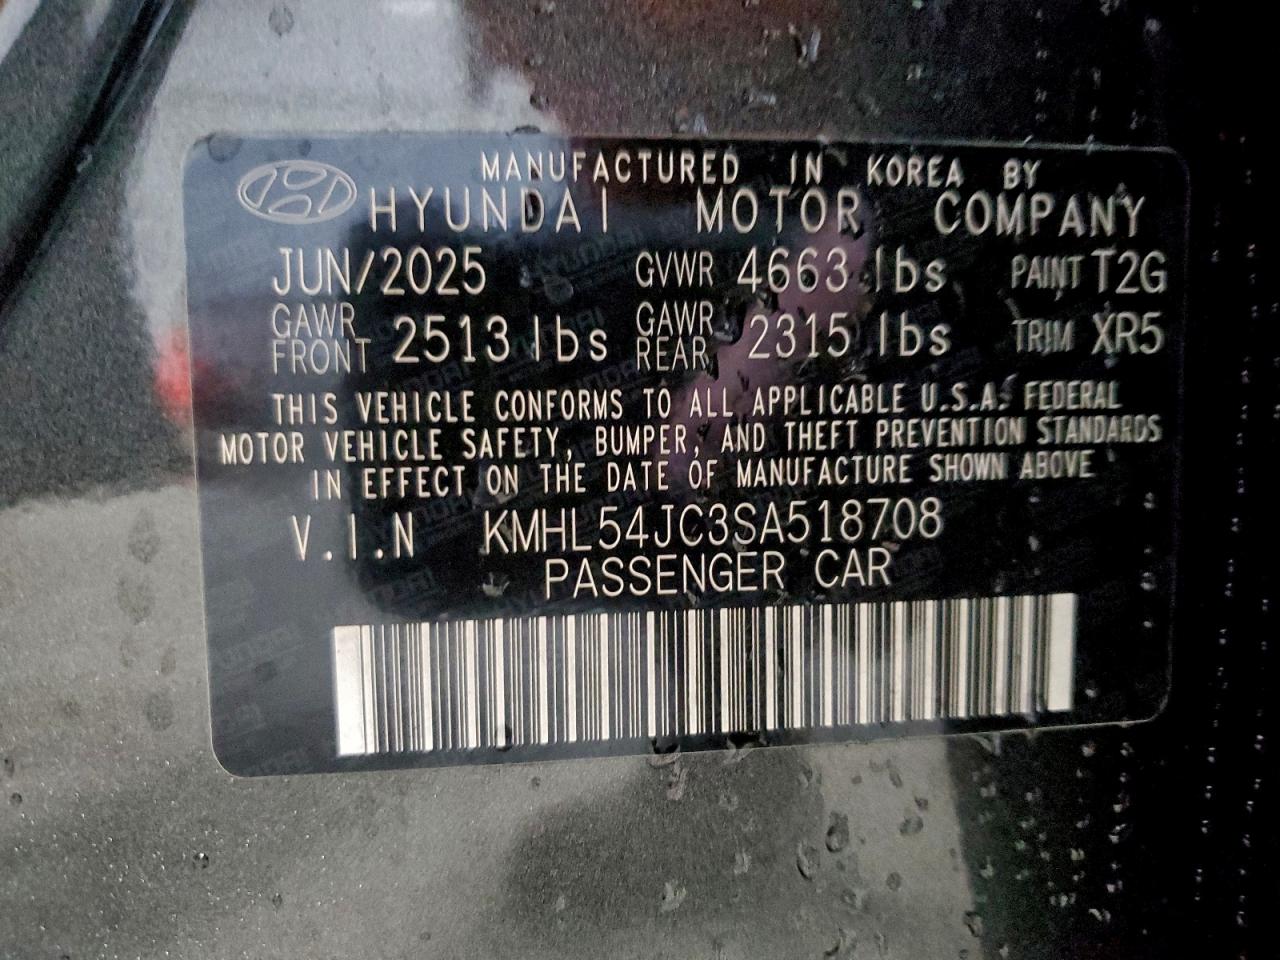 MANUFACTURED IN KOREA BY
HYUNDAI MOTOR COMPANY
JUN/2025 GVWR 4663 lbs PAINT T2G
GAWR FRONT 2513 lbs GAWR REAR 2315 lbs TRIM XR5
THIS VEHICLE CONFORMS TO ALL APPLICABLE U.S.A. FEDERAL
MOTOR VEHICLE SAFETY, BUMPER, AND THEFT PREVENTION STANDARDS
IN EFFECT ON THE DATE OF MANUFACTURE SHOWN ABOVE
V.I.N KMHL54JC3SA518708
PASSENGER CAR